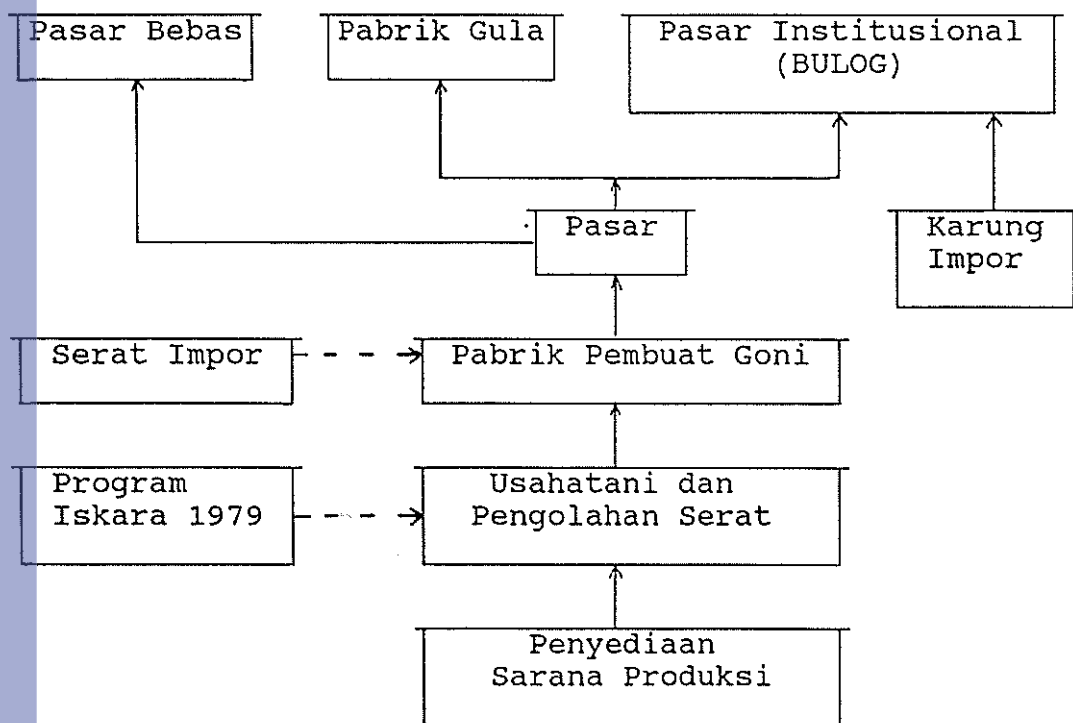 Pasar Bebas
Pabrik Gula
Pasar Institusional
(BULOG)
Pasar
Karung
Impor
Serat Impor
Pabrik Pembuat Goni
Program
Iskara 1979
Usahatani dan
Pengolahan Serat
Penyediaan
Sarana Produksi